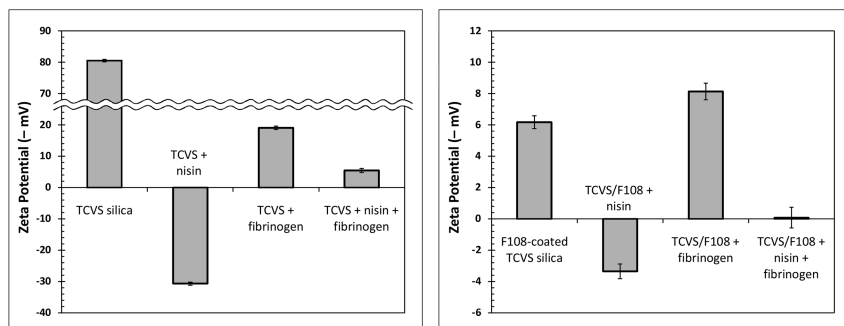 90
80
70
20
10
0
-10
-20
-30
-40
Zeta Potential (– mV)
TCVS silica
TCVS +
nisin
TCVS +
fibrinogen
TCVS + nisin +
fibrinogen
12
10
8
6
4
2
0
-2
-4
-6
Zeta Potential (– mV)
F108-coated
TCVS silica
TCVS/F108 +
nisin
TCVS/F108 +
fibrinogen
TCVS/F108 +
nisin +
fibrinogen